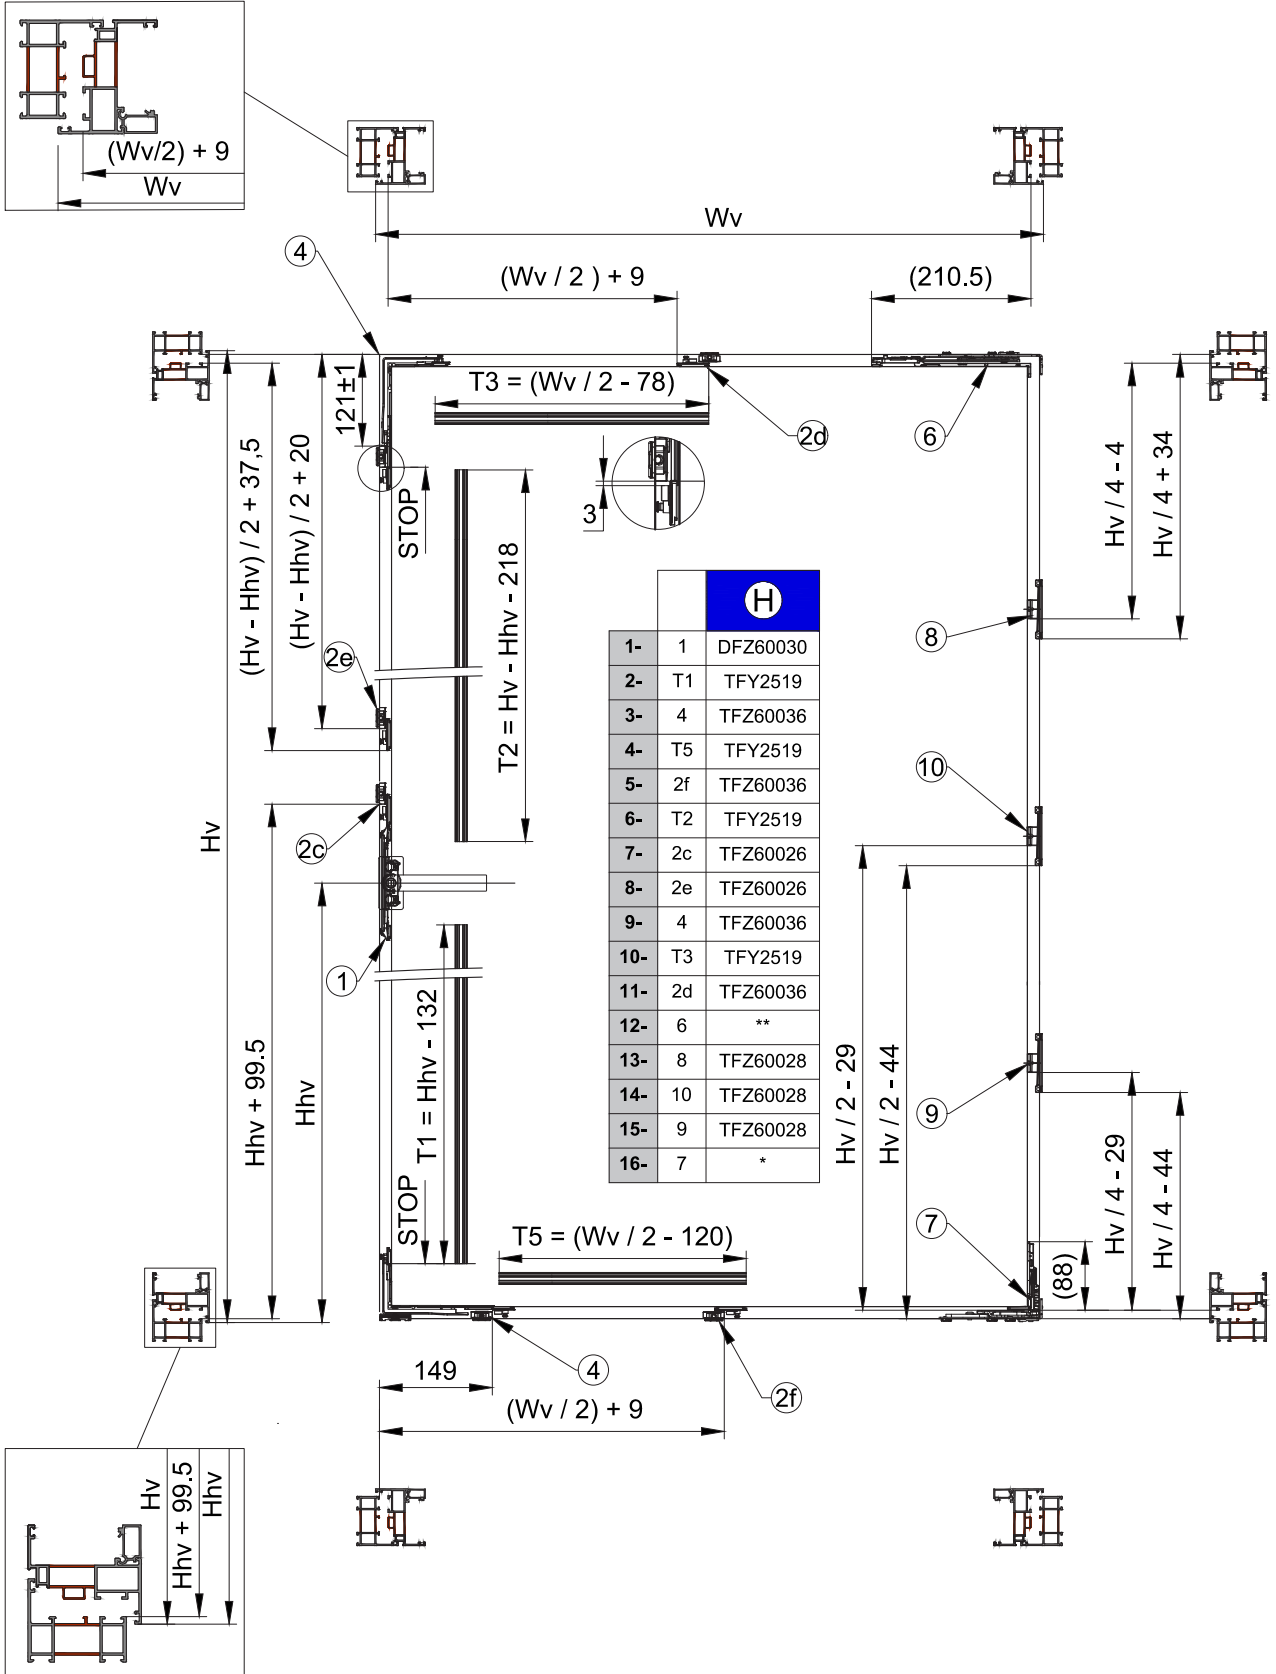 (Wv/2) + 9
Wv
Wv
4
(Wv / 2 ) + 9
(210.5)
121±1
T3 = (Wv / 2 - 78)
2d
6
(Hv - Hhv) / 2 + 37,5
(Hv - Hhv) / 2 + 20
STOP
3
T2 = Hv - Hhv - 218
Hv / 4 - 4
Hv / 4 + 34
H
1- 1 DFZ60030
2- T1 TFY2519
3- 4 TFZ60036
4- T5 TFY2519
5- 2f TFZ60036
6- T2 TFY2519
7- 2c TFZ60026
8- 2e TFZ60026
9- 4 TFZ60036
10- T3 TFY2519
11- 2d TFZ60036
12- 6 **
13- 8 TFZ60028
14- 10 TFZ60028
15- 9 TFZ60028
16- 7 *
8
2e
10
Hv
2c
1
Hhv + 99.5
Hhv
T1 = Hhv - 132
STOP
Hv / 2 - 29
Hv / 2 - 44
9
Hv / 4 - 29
Hv / 4 - 44
7
(88)
T5 = (Wv / 2 - 120)
149
4
(Wv / 2) + 9
2f
Hv
Hhv + 99.5
Hhv